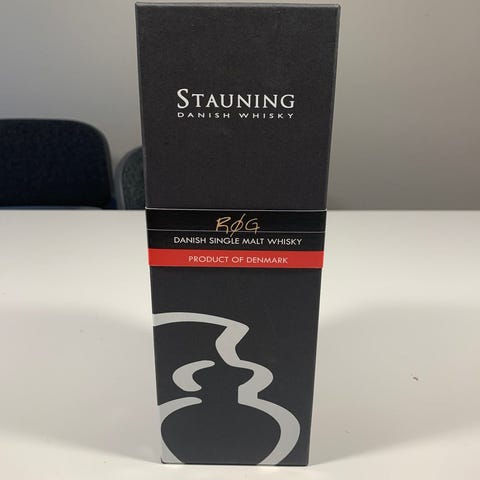 STAUNING
DANISH WHISKY
RØG
DANISH SINGLE MALT WHISKY
PRODUCT OF DENMARK